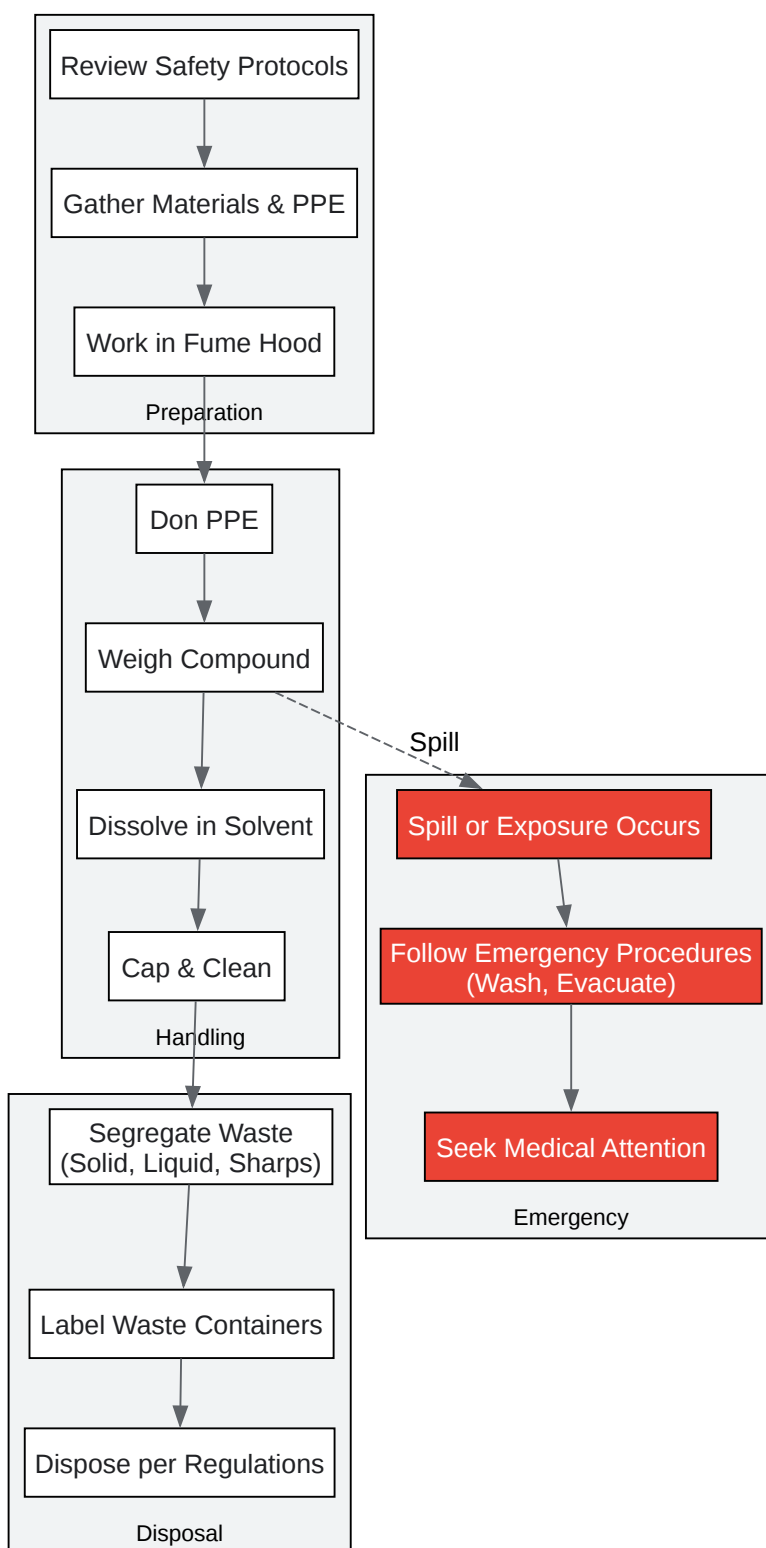 Review Safety Protocols
Gather Materials & PPE
Work in Fume Hood
Preparation
Don PPE
Weigh Compound
Spill
Dissolve in Solvent
Cap & Clean
Handling
Spill or Exposure Occurs
Follow Emergency Procedures
(Wash, Evacuate)
Seek Medical Attention
Emergency
Segregate Waste
(Solid, Liquid, Sharps)
Label Waste Containers
Dispose per Regulations
Disposal